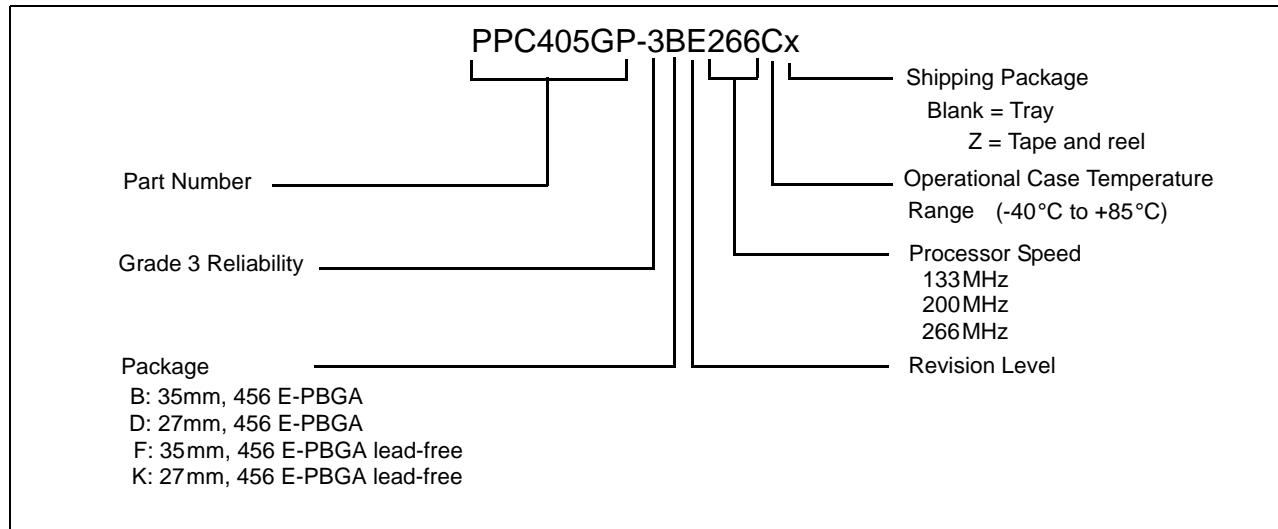 PPC405GP-3BE266Cx
Shipping Package
Blank = Tray
Z = Tape and reel
Part Number
Operational Case Temperature
Range (-40°C to +85°C)
Grade 3 Reliability
Processor Speed
133MHz
200MHz
266MHz
Package
Revision Level
B: 35mm, 456 E-PBGA
D: 27mm, 456 E-PBGA
F: 35mm, 456 E-PBGA lead-free
K: 27mm, 456 E-PBGA lead-free